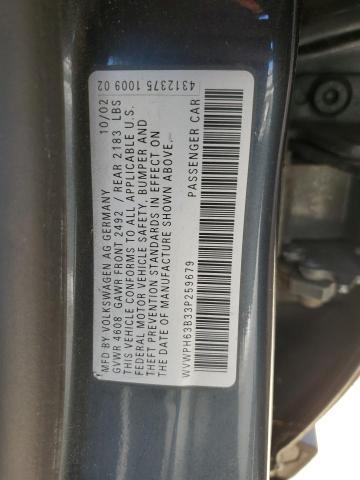 4312375 1009 02
MFD BY VOLKSWAGEN AG GERMANY 10/02
GVWR 4608 GAWR FRONT 2492 / REAR 2183 LBS
THIS VEHICLE CONFORMS TO ALL APPLICABLE U.S.
FEDERAL MOTOR VEHICLE SAFETY, BUMPER AND
THEFT PREVENTION STANDARDS IN EFFECT ON
THE DATE OF MANUFACTURE SHOWN ABOVE.
WVWPH63B33P259679 PASSENGER CAR